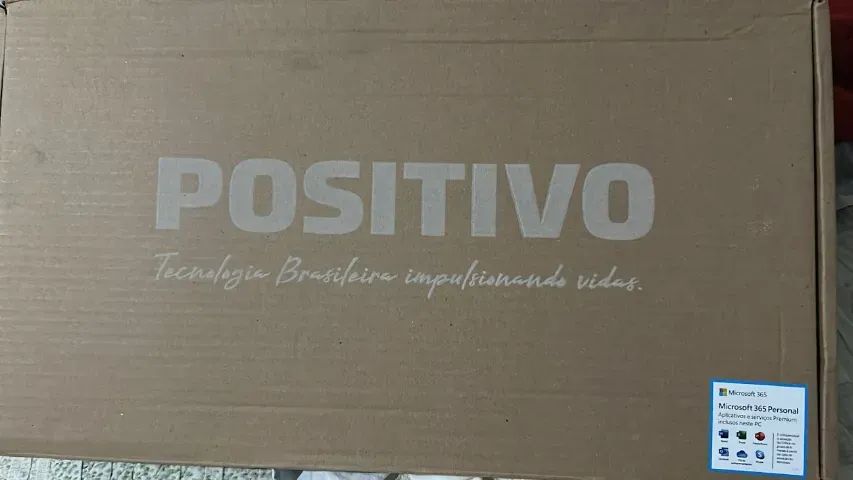 POSITIVO
Tecnologia Brasileira impulsionando vidas.
Microsoft 365
Microsoft 365 Personal
Aplicativos e serviços Premium
inclusos neste PC